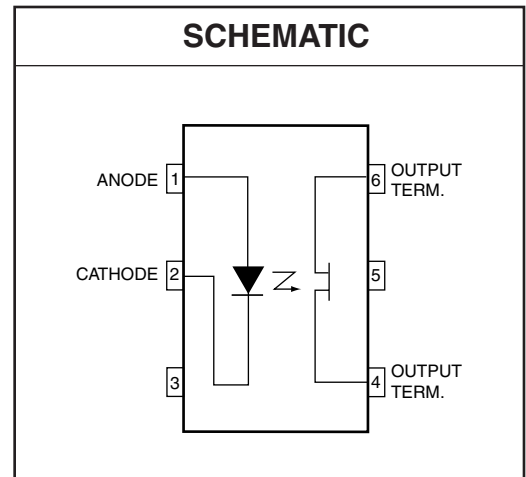 SCHEMATIC
ANODE 1
6 OUTPUT
TERM.
CATHODE 2
5
3
4 OUTPUT
TERM.